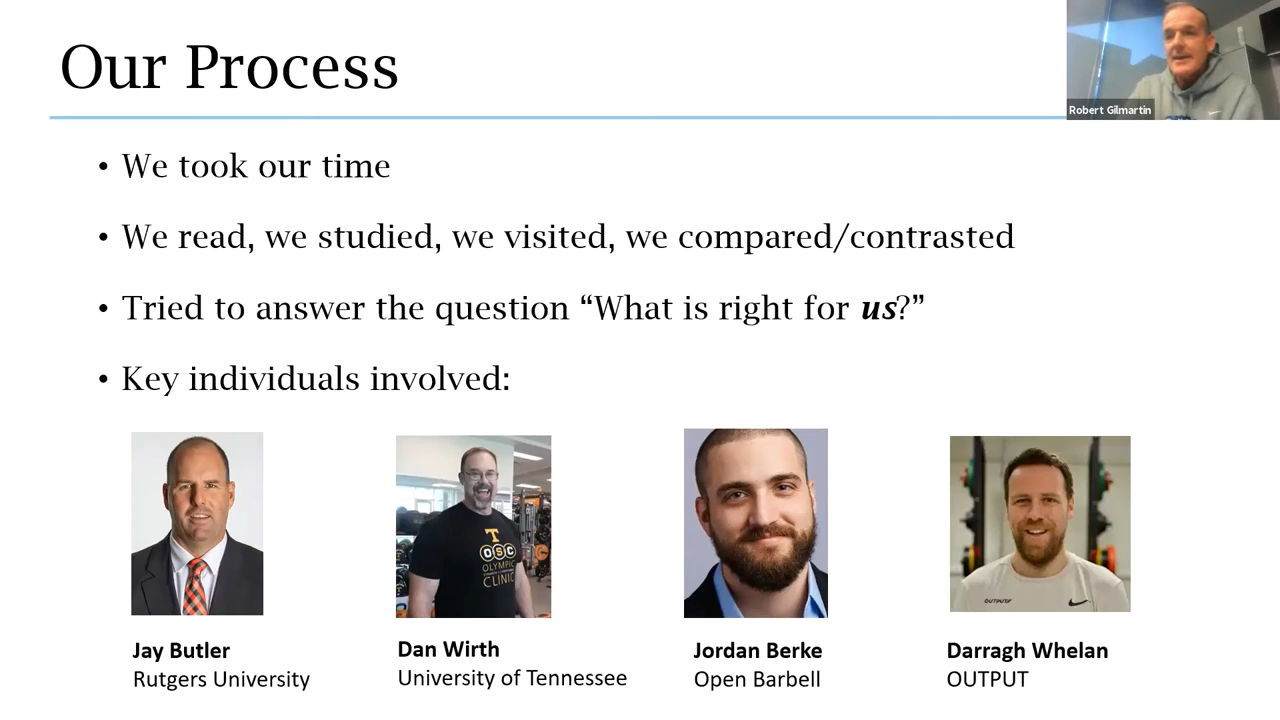 Our Process
Robert Gilmartin
• We took our time
• We read, we studied, we visited, we compared/contrasted
• Tried to answer the question “What is right for us?”
• Key individuals involved:
T
OSC
OLYMPIC
CLINIC
OUTPUT
Jay Butler
Rutgers University
Dan Wirth
University of Tennessee
Jordan Berke
Open Barbell
Darragh Whelan
OUTPUT